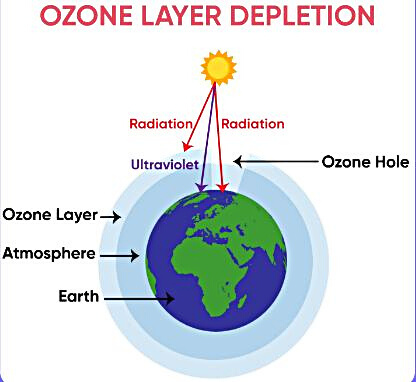 OZONE LAYER DEPLETION
Radiation
Radiation
Ultraviolet
Ozone Hole
Ozone Layer
Atmosphere
Earth